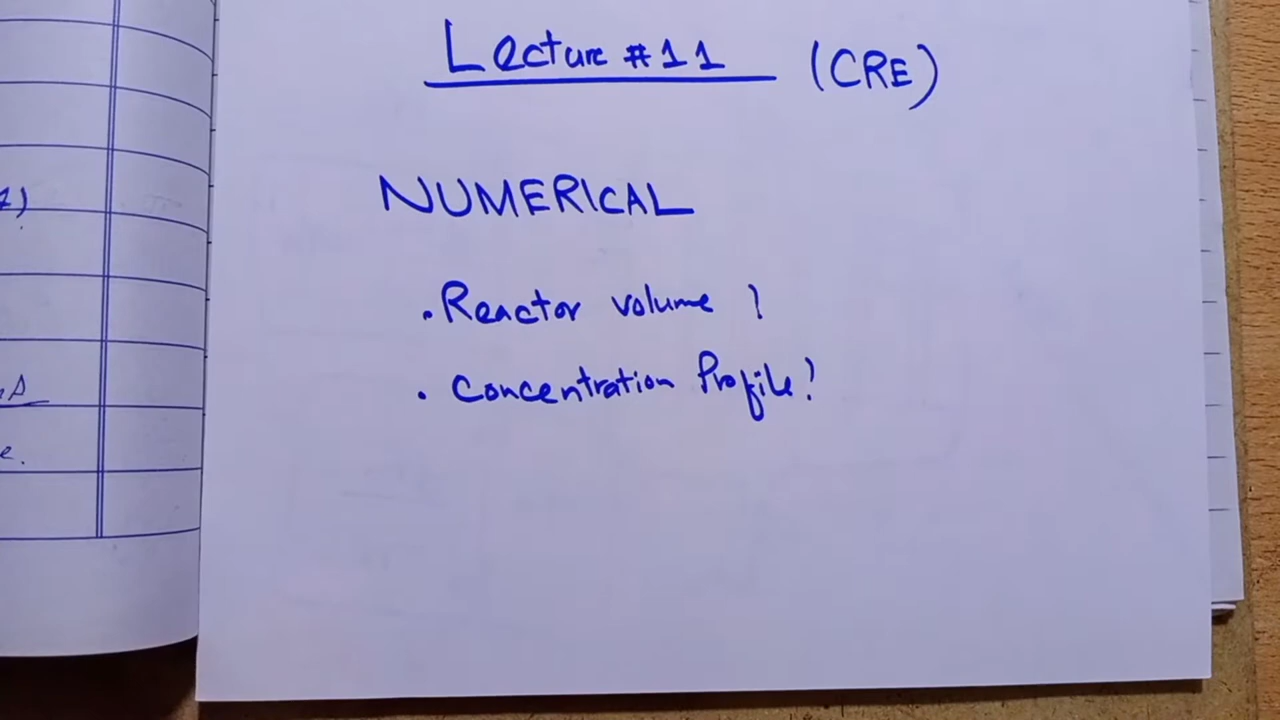 Lecture #11 (CRE)
NUMERICAL
. Reactor volume ?
. Concentration Profile?